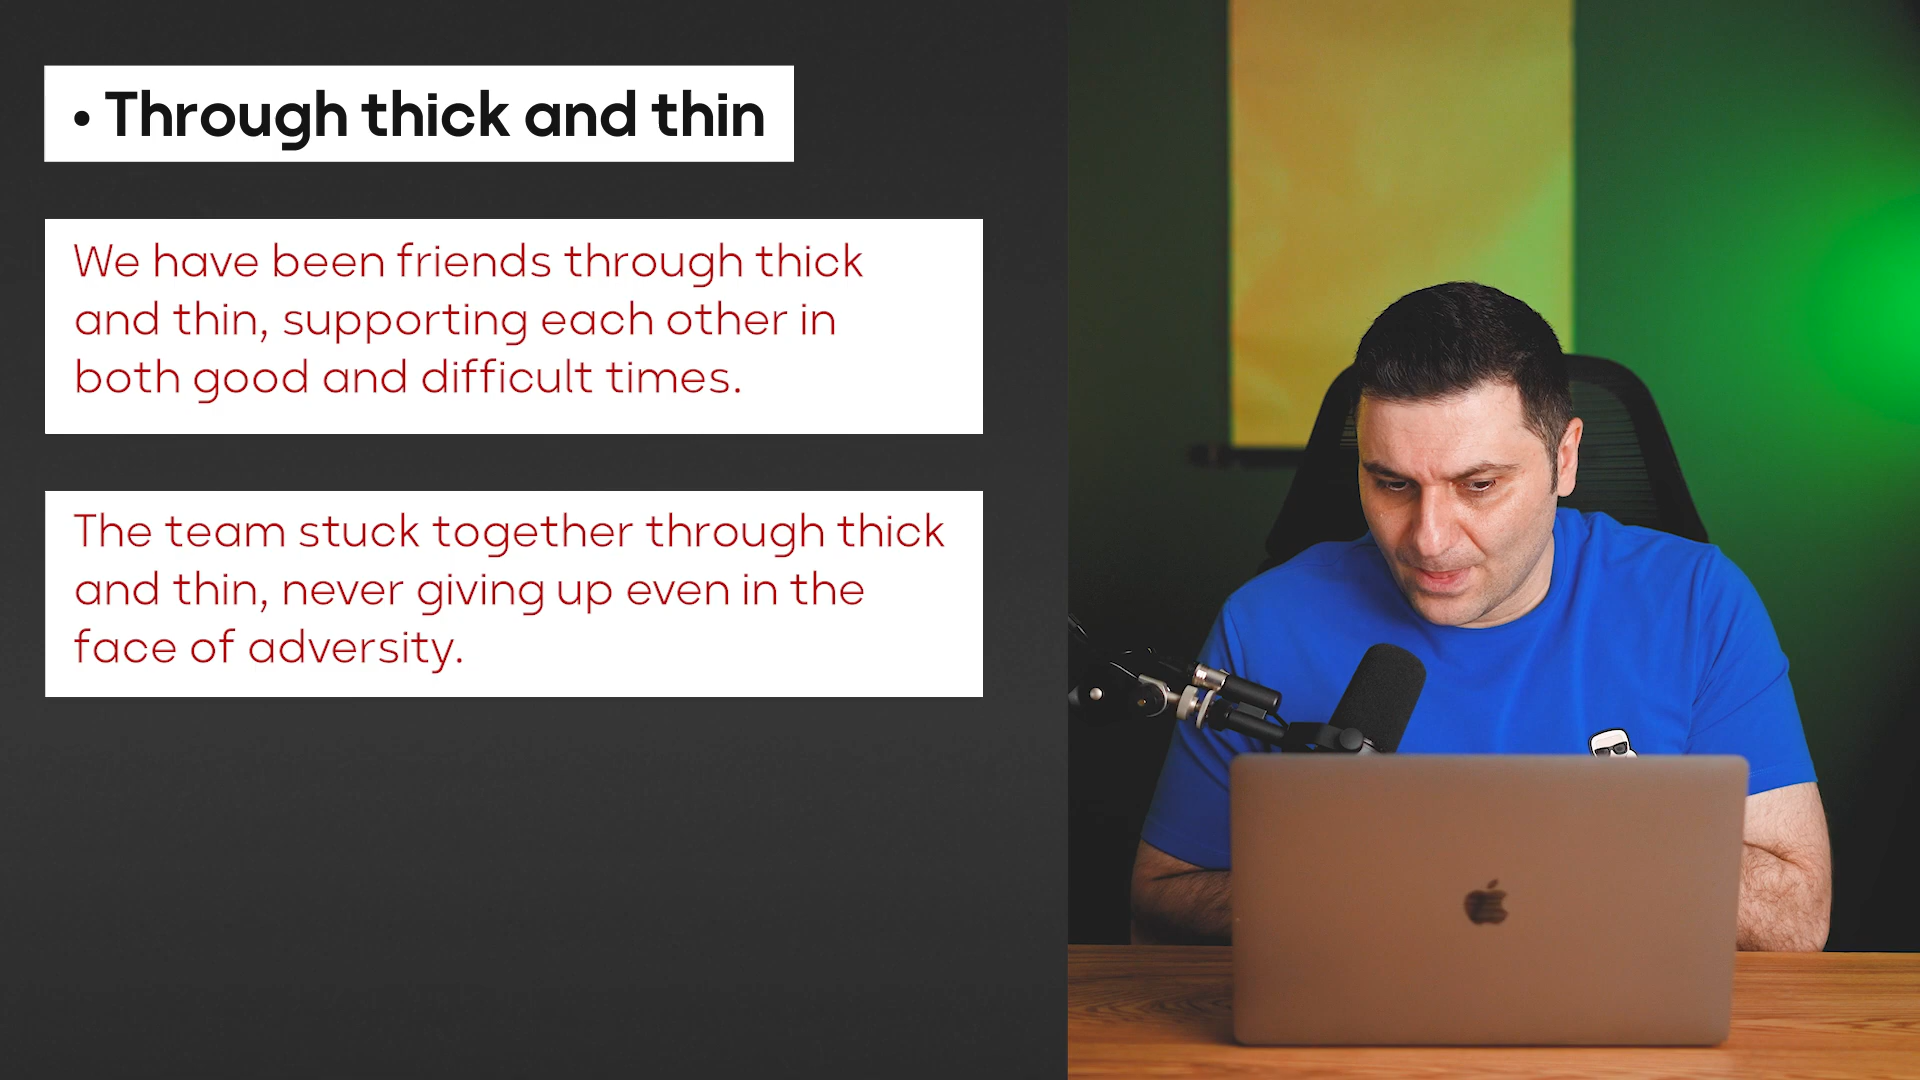 • Through thick and thin
We have been friends through thick
and thin, supporting each other in
both good and difficult times.
The team stuck together through thick
and thin, never giving up even in the
face of adversity.